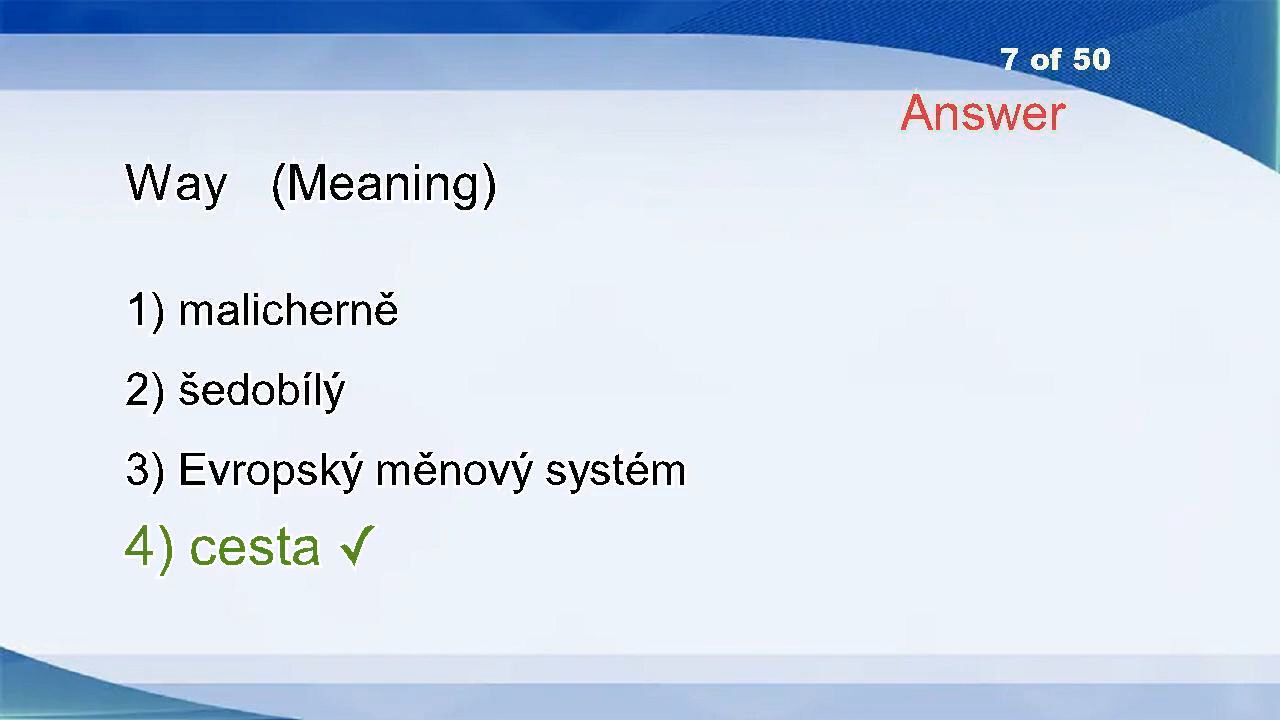 7 of 50
Answer
Way (Meaning)
1) malicherně
2) šedobílý
3) Evropský měnový systém
4) cesta ✓